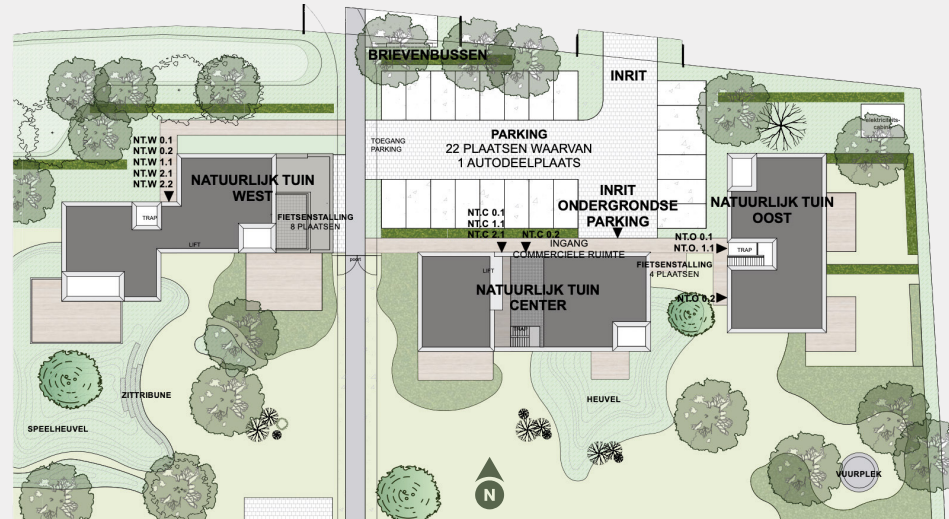 BRIEVENBUSSEN
INRIT
elektriciteits-
cabine
TOEGANG
PARKING
PARKING
22 PLAATSEN WAARVAN
1 AUTODEELPLAATS
NT.W 0.1
NT.W 0.2
NT.W 1.1
NT.W 2.1
NT.W 2.2
NATUURLIJK TUIN
WEST
TRAP
LIFT
FIETSENSTALLING
8 PLAATSEN
poort
INRIT
ONDERGRONDSE
PARKING
NATUURLIJK TUIN
OOST
NT.C 0.1
NT.C 1.1
NT.C 2.1
NT.C 0.2
INGANG
COMMERCIELE RUIMTE
NT.O 0.1
NT.O. 1.1
TRAP
FIETSENSTALLING
4 PLAATSEN
NT.O 0.2
LIFT
NATUURLIJK TUIN
CENTER
TRAP
ZITTRIBUNE
SPEELHEUVEL
HEUVEL
VUURPLEK
N